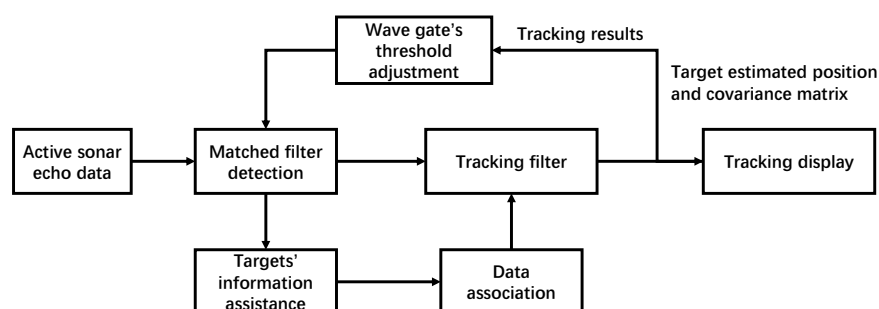 Wave gate's
threshold
adjustment
Tracking results
Target estimated position
and covariance matrix
Active sonar
echo data
Matched filter
detection
Tracking filter
Tracking display
Targets'
information
assistance
Data
association